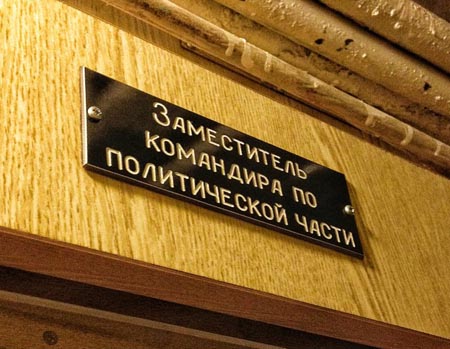 Заместитель
командира по
политической части